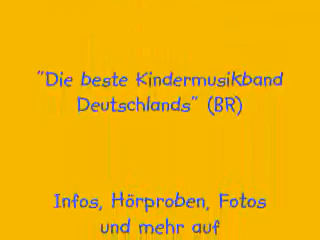 "Die beste Kindermusikband
Deutschlands" (BR)
Infos, Hörproben, Fotos
und mehr auf